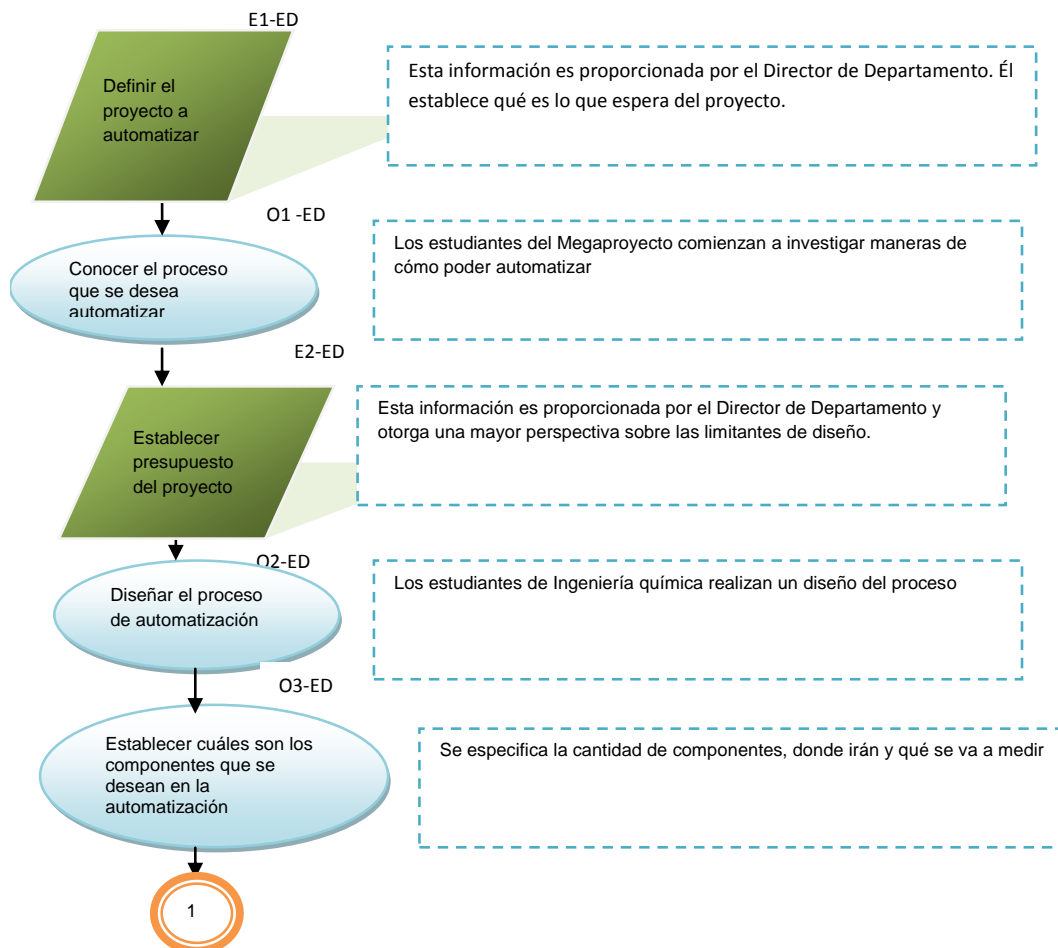 E1-ED
Definir el
proyecto a
automatizar
Esta información es proporcionada por el Director de Departamento. Él
establece qué es lo que espera del proyecto.
O1 -ED
Conocer el proceso
que se desea
automatizar
Los estudiantes del Megaproyecto comienzan a investigar maneras de
cómo poder automatizar
E2-ED
Establecer
presupuesto
del proyecto
Esta información es proporcionada por el Director de Departamento y
otorga una mayor perspectiva sobre las limitantes de diseño.
O2-ED
Diseñar el proceso
de automatización
Los estudiantes de Ingeniería química realizan un diseño del proceso
O3-ED
Establecer cuáles son los
componentes que se
desean en la
automatización
Se especifica la cantidad de componentes, donde irán y qué se va a medir
1